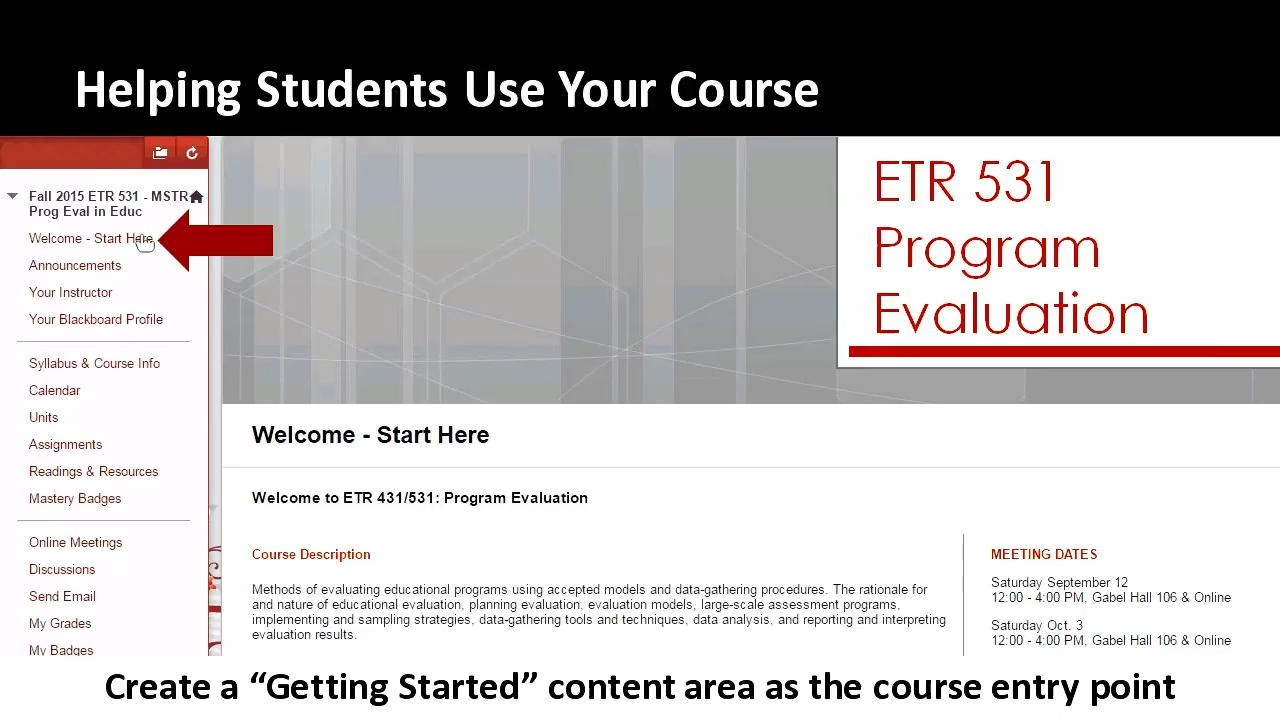 Helping Students Use Your Course
Fall 2015 ETR 531 - MSTR
Prog Eval in Educ
Welcome - Start Here
Announcements
Your Instructor
Your Blackboard Profile
Syllabus & Course Info
Calendar
Units
Assignments
Readings & Resources
Mastery Badges
Online Meetings
Discussions
Send Email
My Grades
My Badges
ETR 531
Program
Evaluation
Welcome - Start Here
Welcome to ETR 431/531: Program Evaluation
Course Description
Methods of evaluating educational programs using accepted models and data-gathering procedures. The rationale for
and nature of educational evaluation, planning evaluation, evaluation models, large-scale assessment programs,
implementing and sampling strategies, data-gathering tools and techniques, data analysis, and reporting and interpreting
evaluation results.
MEETING DATES
Saturday September 12
12:00 - 4:00 PM, Gabel Hall 106 & Online
Saturday Oct. 3
12:00 - 4:00 PM, Gabel Hall 106 & Online
Create a “Getting Started” content area as the course entry point